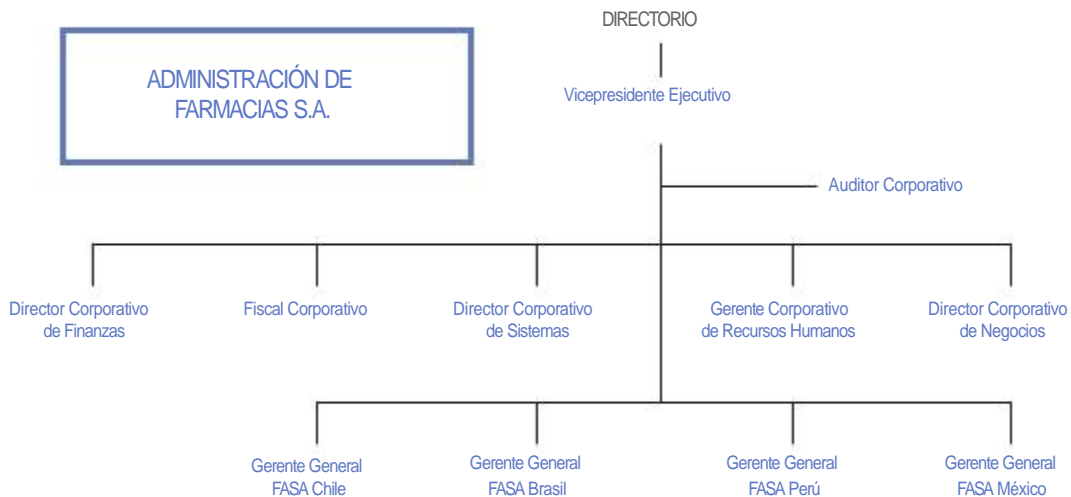 DIRECTORIO
ADMINISTRACIÓN DE
FARMACIAS S.A.
Vicepresidente Ejecutivo
Auditor Corporativo
Director Corporativo
de Finanzas
Fiscal Corporativo
Director Corporativo
de Sistemas
Gerente Corporativo
de Recursos Humanos
Director Corporativo
de Negocios
Gerente General
FASA Chile
Gerente General
FASA Brasil
Gerente General
FASA Perú
Gerente General
FASA México